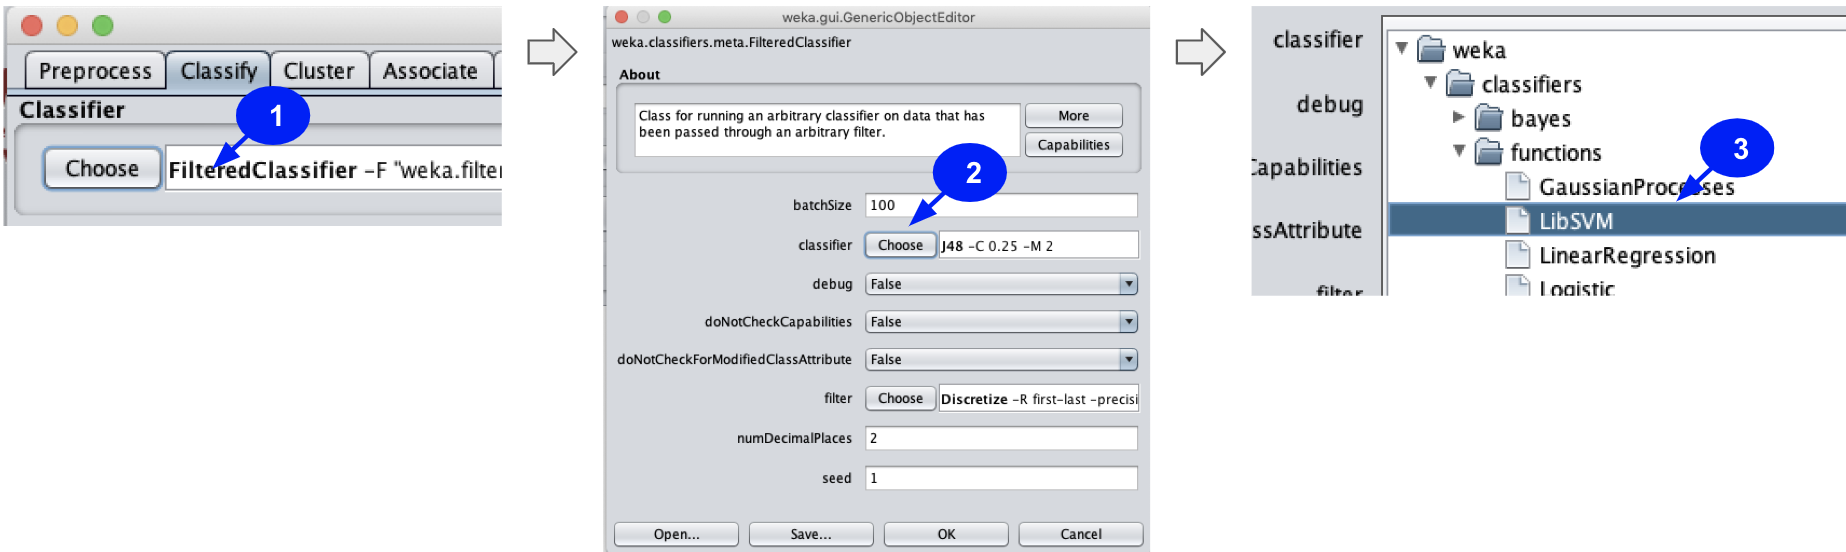 Preprocess Classify Cluster Associate
Classifier
1
Choose FilteredClassifier -F "weka.filter
weka.gui.GenericObjectEditor
weka.classifiers.meta.FilteredClassifier
About
Class for running an arbitrary classifier on data that has
been passed through an arbitrary filter.
More
Capabilities
2
batchSize 100
classifier Choose J48 -C 0.25 -M 2
debug False
doNotCheckCapabilities False
doNotCheckForModifiedClassAttribute False
filter Choose Discretize -R first-last -precisi
numDecimalPlaces 2
seed 1
Open... Save... OK Cancel
classifier
debug
Capabilities
ssAttribute
filter
weka
classifiers
bayes
functions
3
GaussianProcesses
LibSVM
LinearRegression
Logistic